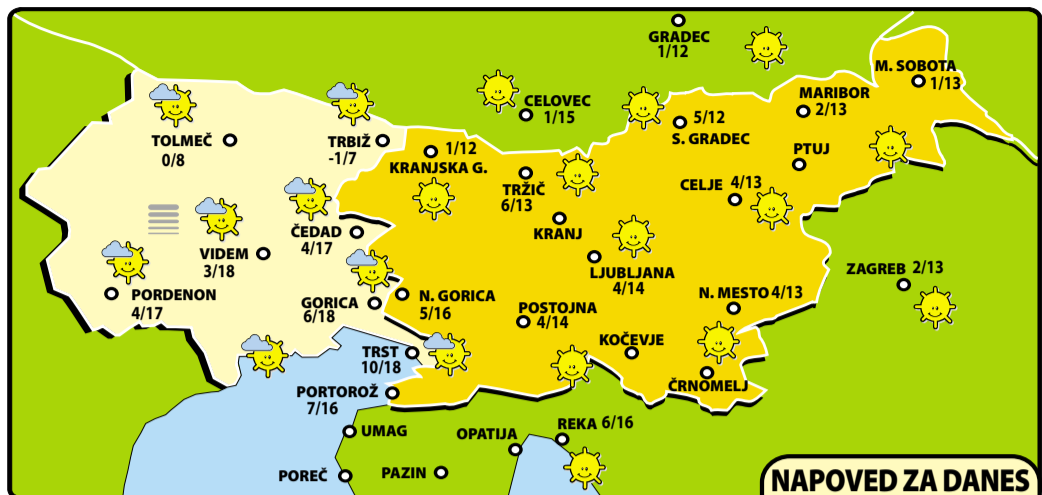 GRADEC
1/12
M. SOBOTA
1/13
CELOVEC
1/15
MARIBOR
2/13
5/12
S. GRADEC
TOLMEČ
0/8
TRBIŽ
-1/7
1/12
KRANJSKA G.
PTUJ
TRŽIČ
6/13
CELJE 4/13
KRANJ
ČEDAD
4/17
VIDEM
3/18
LJUBLJANA
4/14
ZAGREB 2/13
PORDENON
4/17
GORICA
6/18
N. GORICA
5/16
POSTOJNA
4/14
N. MESTO 4/13
KOČEVJE
TRST
10/18
ČRNOMELJ
PORTOROŽ
7/16
UMAG
OPATIJA
REKA 6/16
POREČ
PAZIN
NAPOVED ZA DANES